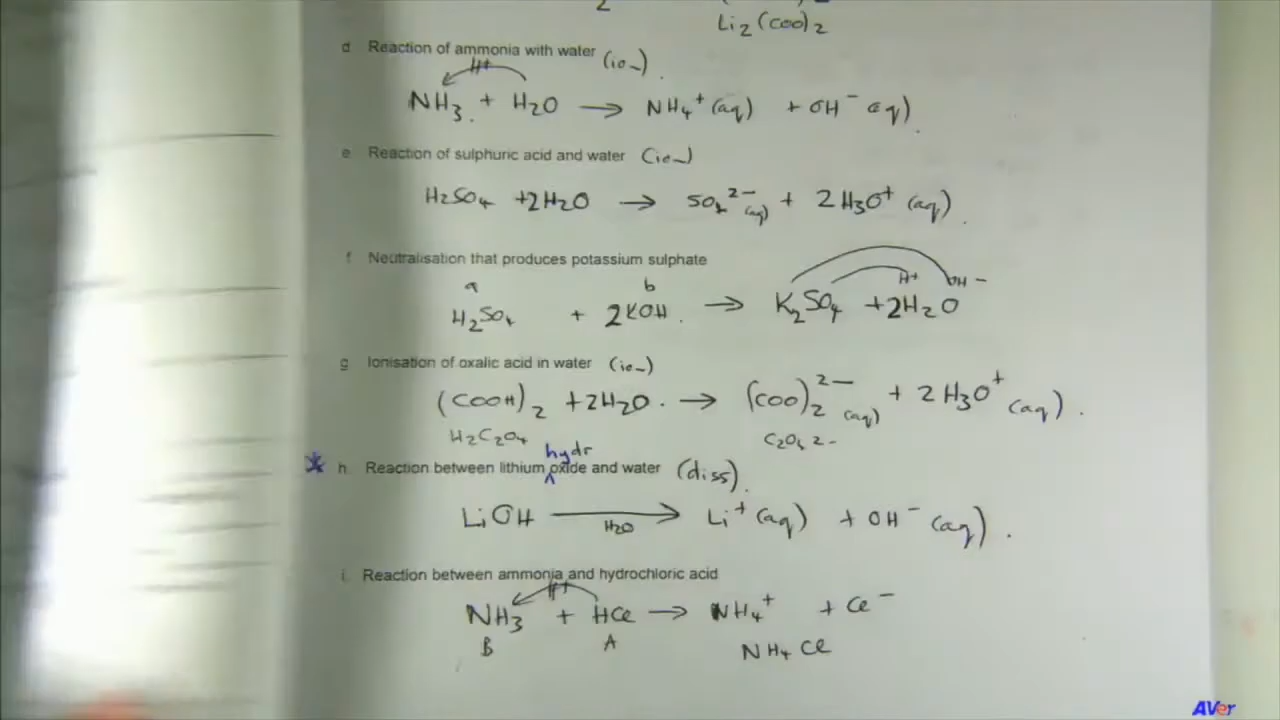 2
Li₂(COO)₂
d Reaction of ammonia with water (io~).
H+
NH₃ + H₂O → NH₄⁺ (aq) + OH⁻ aq).
e Reaction of sulphuric acid and water (io~)
H₂SO₄ +2H₂O → SO₄²⁻ (aq) + 2H₃O⁺ (aq).
f Neutralisation that produces potassium sulphate
a b H+ OH⁻
H₂SO₄ + 2KOH. → K₂SO₄ +2H₂O
g Ionisation of oxalic acid in water (io~)
(COOH)₂ +2H₂O. → (COO)₂²⁻ (aq) + 2H₃O⁺ (aq).
H₂C₂O₄ C₂O₄²⁻
hydr
* h. Reaction between lithium ^oxide and water (diss).
LiOH → H₂O Li⁺ (aq) + OH⁻ (aq).
i. Reaction between ammonia and hydrochloric acid
H+
NH₃ + HCl → NH₄⁺ + Cl⁻
B A NH₄Cl
AVer